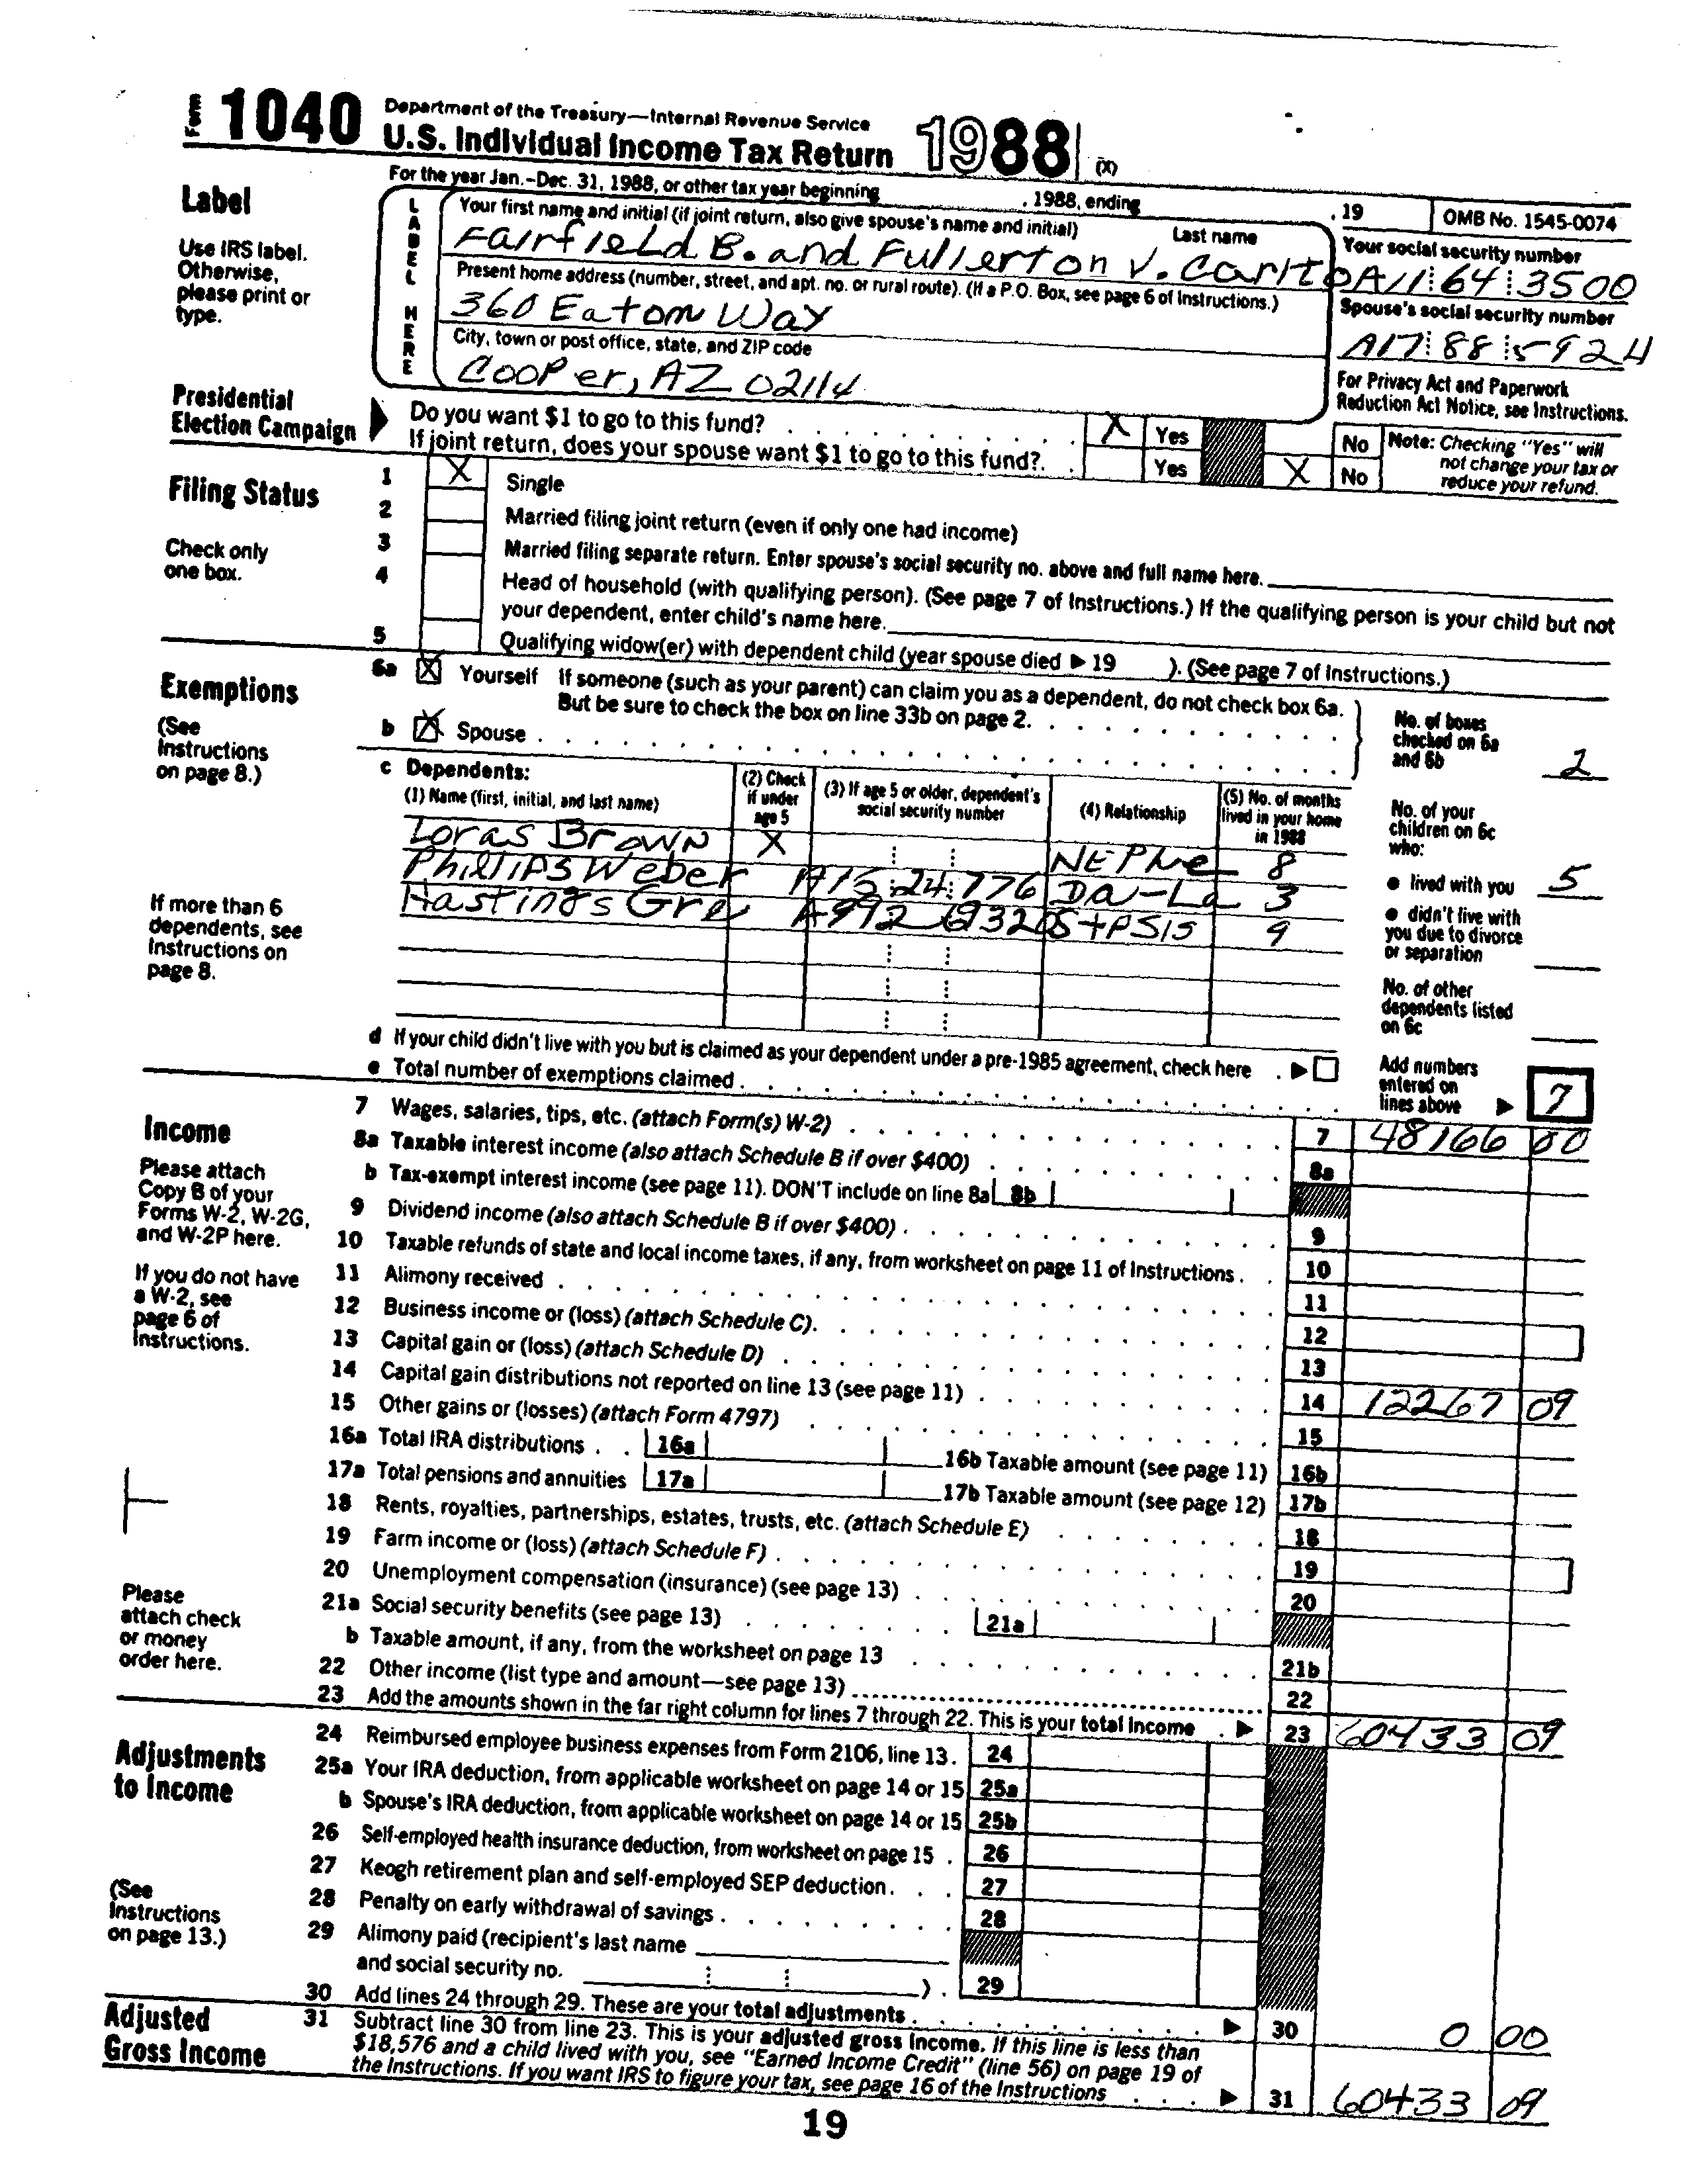 Form 1040 Department of the Treasury—Internal Revenue Service
U.S. Individual Income Tax Return 1988 (X)
For the year Jan.-Dec. 31, 1988, or other tax year beginning , 1988, ending , 19 OMB No. 1545-0074
Label
Use IRS label.
Otherwise,
please print or
type.
LABEL HERE
Your first name and initial (if joint return, also give spouse's name and initial) Last name
Fairfield B. and Fullerton V. Carlto
Your social security number
A11 64 3500
Present home address (number, street, and apt. no. or rural route). (If a P.O. Box, see page 6 of Instructions.)
360 Eaton Way
Spouse's social security number
A17 88 5924
City, town or post office, state, and ZIP code
Cooper, AZ 02114
For Privacy Act and Paperwork
Reduction Act Notice, see Instructions.
Presidential
Election Campaign
Do you want $1 to go to this fund? X Yes No
If joint return, does your spouse want $1 to go to this fund?. Yes X No
Note: Checking "Yes" will
not change your tax or
reduce your refund.
Filing Status
Check only
one box.
1 X Single
2 Married filing joint return (even if only one had income)
3 Married filing separate return. Enter spouse's social security no. above and full name here.
4 Head of household (with qualifying person). (See page 7 of Instructions.) If the qualifying person is your child but not
your dependent, enter child's name here.
5 Qualifying widow(er) with dependent child (year spouse died ▶ 19 ). (See page 7 of Instructions.)
Exemptions
(See
Instructions
on page 8.)
6a X Yourself If someone (such as your parent) can claim you as a dependent, do not check box 6a.
But be sure to check the box on line 33b on page 2.
b X Spouse
No. of boxes
checked on 6a
and 6b 2
c Dependents:
(1) Name (first, initial, and last name)
(2) Check
if under
age 5
(3) If age 5 or older, dependent's
social security number
(4) Relationship
(5) No. of months
lived in your home
in 1988
Loras Brown X NEPhe 8
Phillips Weber A15 24 776 Da-La 3
Hastings Gre A992 69320 StPSis 9
If more than 6
dependents, see
Instructions on
page 8.
No. of your
children on 6c
who:
● lived with you 5
● didn't live with
you due to divorce
or separation
No. of other
dependents listed
on 6c
d If your child didn't live with you but is claimed as your dependent under a pre-1985 agreement, check here ▶
e Total number of exemptions claimed
Add numbers
entered on
lines above ▶ 7
Income
Please attach
Copy B of your
Forms W-2, W-2G,
and W-2P here.
If you do not have
a W-2, see
page 6 of
Instructions.
7 Wages, salaries, tips, etc. (attach Form(s) W-2) 7 48166 00
8a Taxable interest income (also attach Schedule B if over $400) 8a
b Tax-exempt interest income (see page 11). DON'T include on line 8a 8b
9 Dividend income (also attach Schedule B if over $400) 9
10 Taxable refunds of state and local income taxes, if any, from worksheet on page 11 of Instructions 10
11 Alimony received 11
12 Business income or (loss) (attach Schedule C). 12
13 Capital gain or (loss) (attach Schedule D) 13
14 Capital gain distributions not reported on line 13 (see page 11) 14 12267 09
15 Other gains or (losses) (attach Form 4797) 15
16a Total IRA distributions 16a 16b Taxable amount (see page 11) 16b
17a Total pensions and annuities 17a 17b Taxable amount (see page 12) 17b
18 Rents, royalties, partnerships, estates, trusts, etc. (attach Schedule E) 18
19 Farm income or (loss) (attach Schedule F) 19
20 Unemployment compensation (insurance) (see page 13) 20
21a Social security benefits (see page 13) 21a
b Taxable amount, if any, from the worksheet on page 13 21b
22 Other income (list type and amount—see page 13) 22
23 Add the amounts shown in the far right column for lines 7 through 22. This is your total income ▶ 23 60433 09
Please
attach check
or money
order here.
Adjustments
to Income
(See
Instructions
on page 13.)
24 Reimbursed employee business expenses from Form 2106, line 13. 24
25a Your IRA deduction, from applicable worksheet on page 14 or 15 25a
b Spouse's IRA deduction, from applicable worksheet on page 14 or 15 25b
26 Self-employed health insurance deduction, from worksheet on page 15 26
27 Keogh retirement plan and self-employed SEP deduction 27
28 Penalty on early withdrawal of savings 28
29 Alimony paid (recipient's last name
and social security no. ). 29
30 Add lines 24 through 29. These are your total adjustments ▶ 30 0 00
Adjusted
Gross Income
31 Subtract line 30 from line 23. This is your adjusted gross income. If this line is less than
$18,576 and a child lived with you, see "Earned Income Credit" (line 56) on page 19 of
the Instructions. If you want IRS to figure your tax, see page 16 of the Instructions ▶ 31 60433 09
19